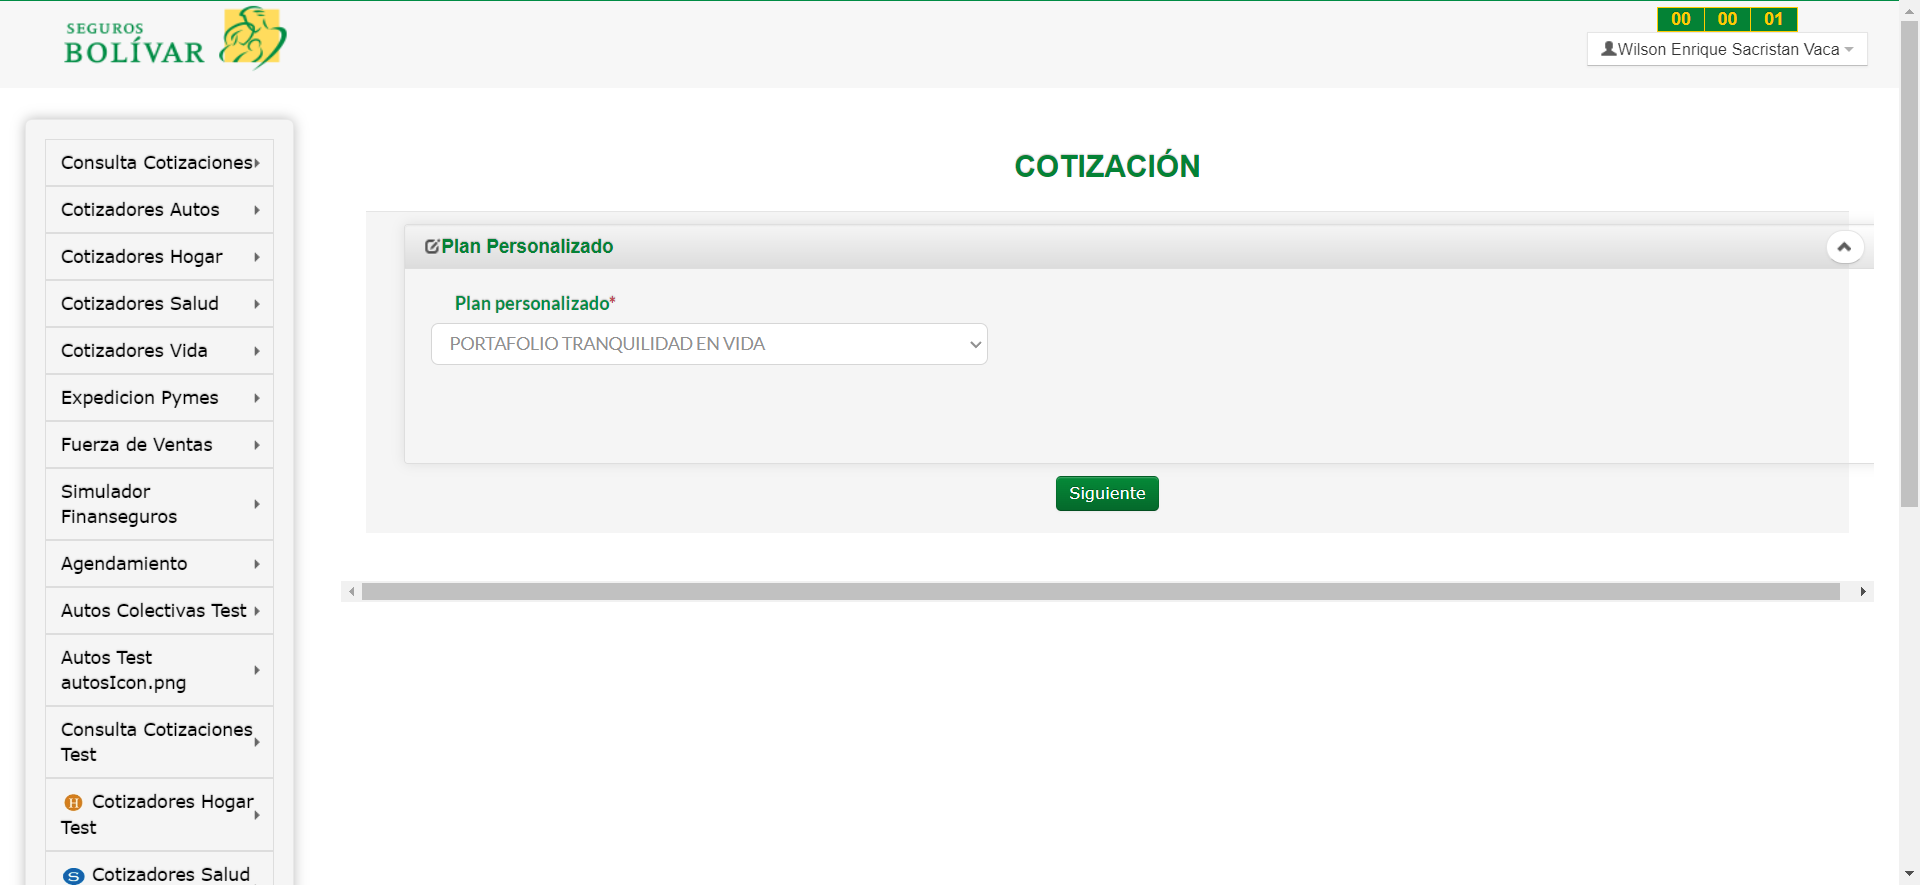 SEGUROS
BOLÍVAR
00 00 01
Wilson Enrique Sacristan Vaca
Consulta Cotizaciones
Cotizadores Autos
Cotizadores Hogar
Cotizadores Salud
Cotizadores Vida
Expedicion Pymes
Fuerza de Ventas
Simulador
Finanseguros
Agendamiento
Autos Colectivas Test
Autos Test
autosIcon.png
Consulta Cotizaciones
Test
H Cotizadores Hogar
Test
S Cotizadores Salud
COTIZACIÓN
Plan Personalizado
Plan personalizado*
PORTAFOLIO TRANQUILIDAD EN VIDA
Siguiente